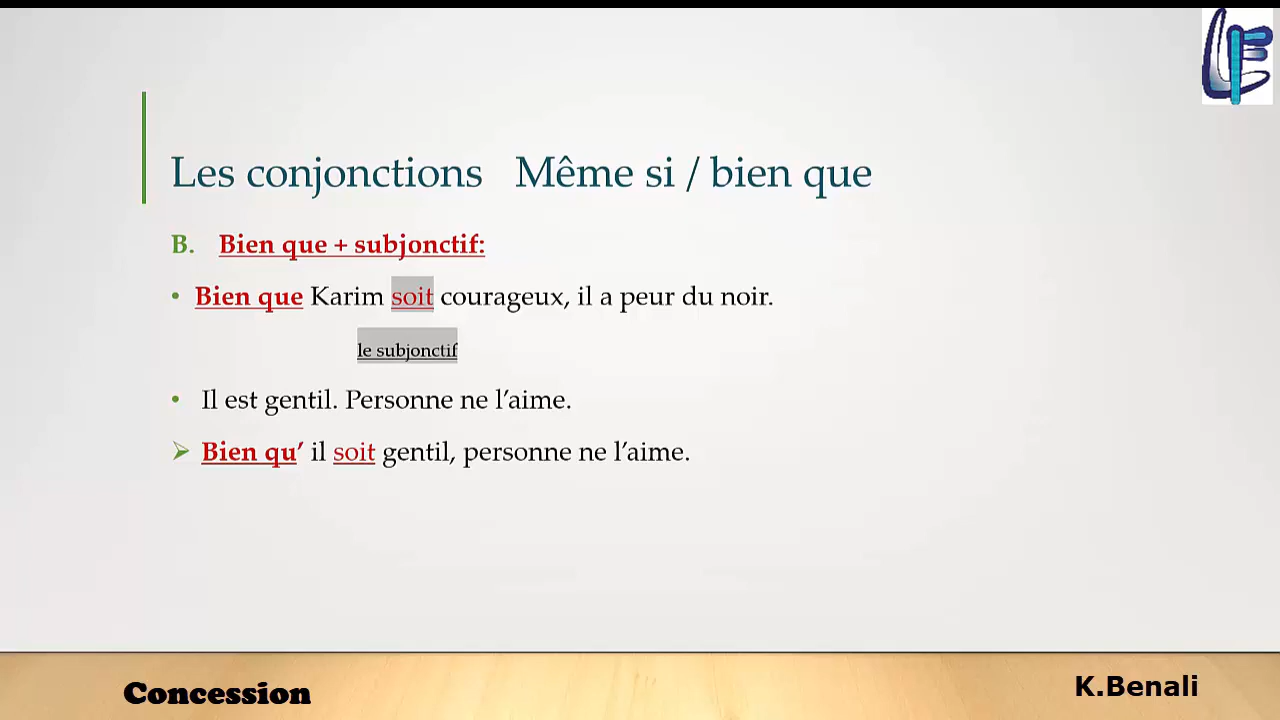 Les conjonctions Même si / bien que
B. Bien que + subjonctif:
• Bien que Karim soit courageux, il a peur du noir.
le subjonctif
• Il est gentil. Personne ne l’aime.
➢ Bien qu’ il soit gentil, personne ne l’aime.
Concession
K.Benali